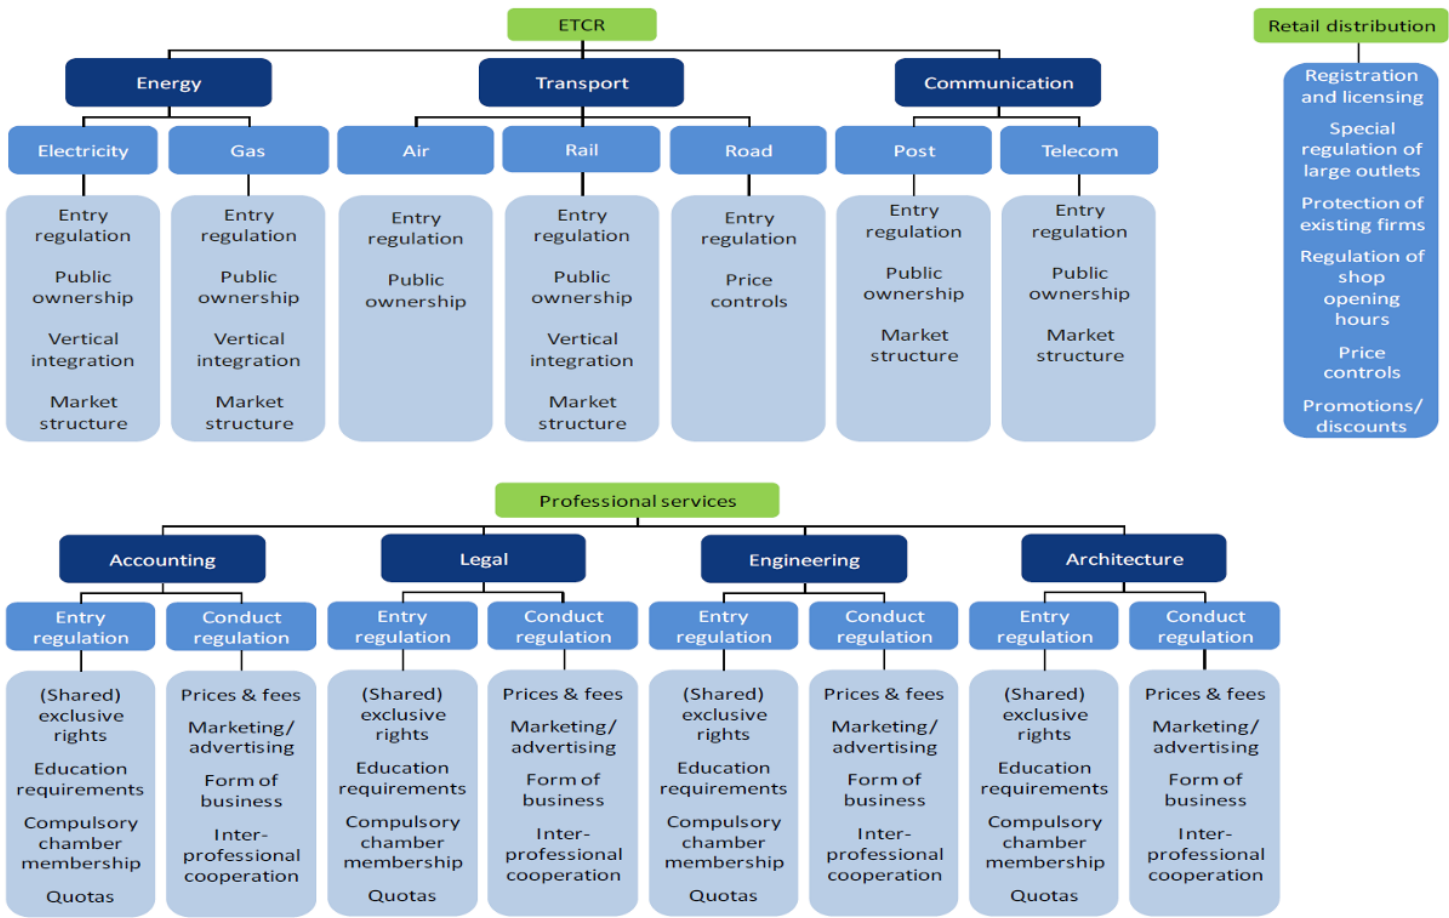 ETCR
Energy
Transport
Communication
Electricity
Gas
Air
Rail
Road
Post
Telecom
Entry
regulation
Public
ownership
Vertical
integration
Market
structure
Entry
regulation
Public
ownership
Vertical
integration
Market
structure
Entry
regulation
Public
ownership
Entry
regulation
Public
ownership
Vertical
integration
Market
structure
Entry
regulation
Price
controls
Entry
regulation
Public
ownership
Market
structure
Entry
regulation
Public
ownership
Market
structure
Retail distribution
Registration
and licensing
Special
regulation of
large outlets
Protection of
existing firms
Regulation of
shop
opening
hours
Price
controls
Promotions/
discounts
Professional services
Accounting
Legal
Engineering
Architecture
Entry
regulation
Conduct
regulation
Entry
regulation
Conduct
regulation
Entry
regulation
Conduct
regulation
Entry
regulation
Conduct
regulation
(Shared)
exclusive
rights
Education
requirements
Compulsory
chamber
membership
Quotas
Prices & fees
Marketing/
advertising
Form of
business
Inter-
professional
cooperation
(Shared)
exclusive
rights
Education
requirements
Compulsory
chamber
membership
Quotas
Prices & fees
Marketing/
advertising
Form of
business
Inter-
professional
cooperation
(Shared)
exclusive
rights
Education
requirements
Compulsory
chamber
membership
Quotas
Prices & fees
Marketing/
advertising
Form of
business
Inter-
professional
cooperation
(Shared)
exclusive
rights
Education
requirements
Compulsory
chamber
membership
Quotas
Prices & fees
Marketing/
advertising
Form of
business
Inter-
professional
cooperation